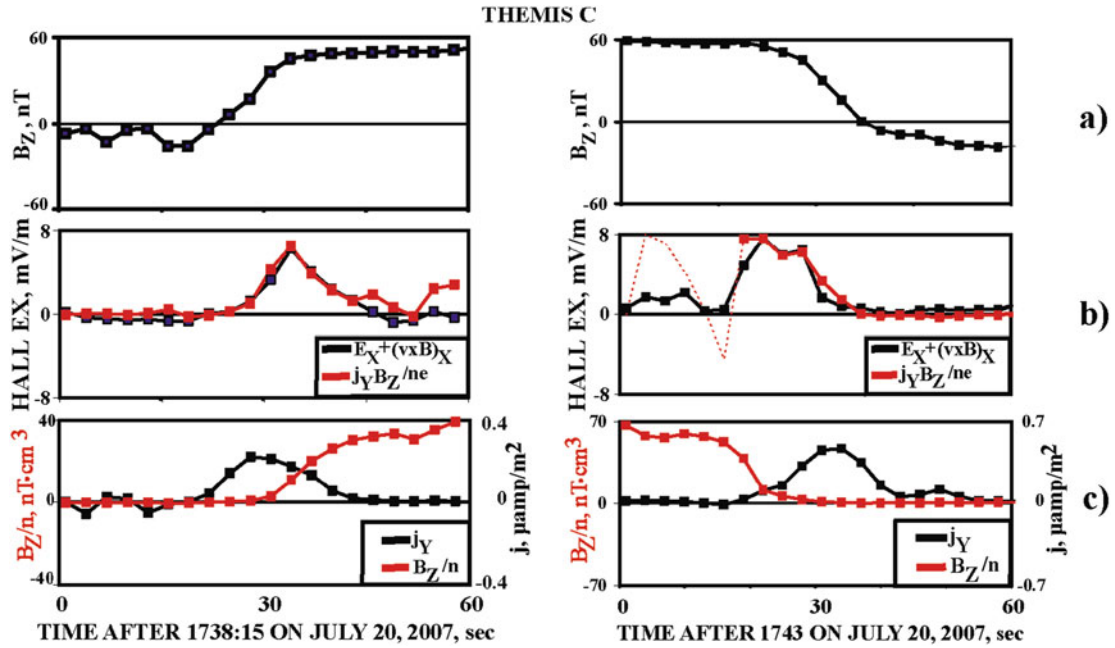 THEMIS C
60
0
-60
B_Z, nT
60
0
-60
B_Z, nT
a)
8
0
-8
HALL EX, mV/m
E_X+(vxB)_X
j_YB_Z/ne
8
0
-8
HALL EX, mV/m
E_X+(vxB)_X
j_YB_Z/ne
b)
40
0
-40
B_Z/n, nT·cm^3
0.4
0
-0.4
j, μamp/m^2
j_Y
B_Z/n
0 30 60
TIME AFTER 1738:15 ON JULY 20, 2007, sec
70
0
-70
B_Z/n, nT·cm^3
0.7
0
-0.7
j, μamp/m^2
j_Y
B_Z/n
c)
0 30 60
TIME AFTER 1743 ON JULY 20, 2007, sec